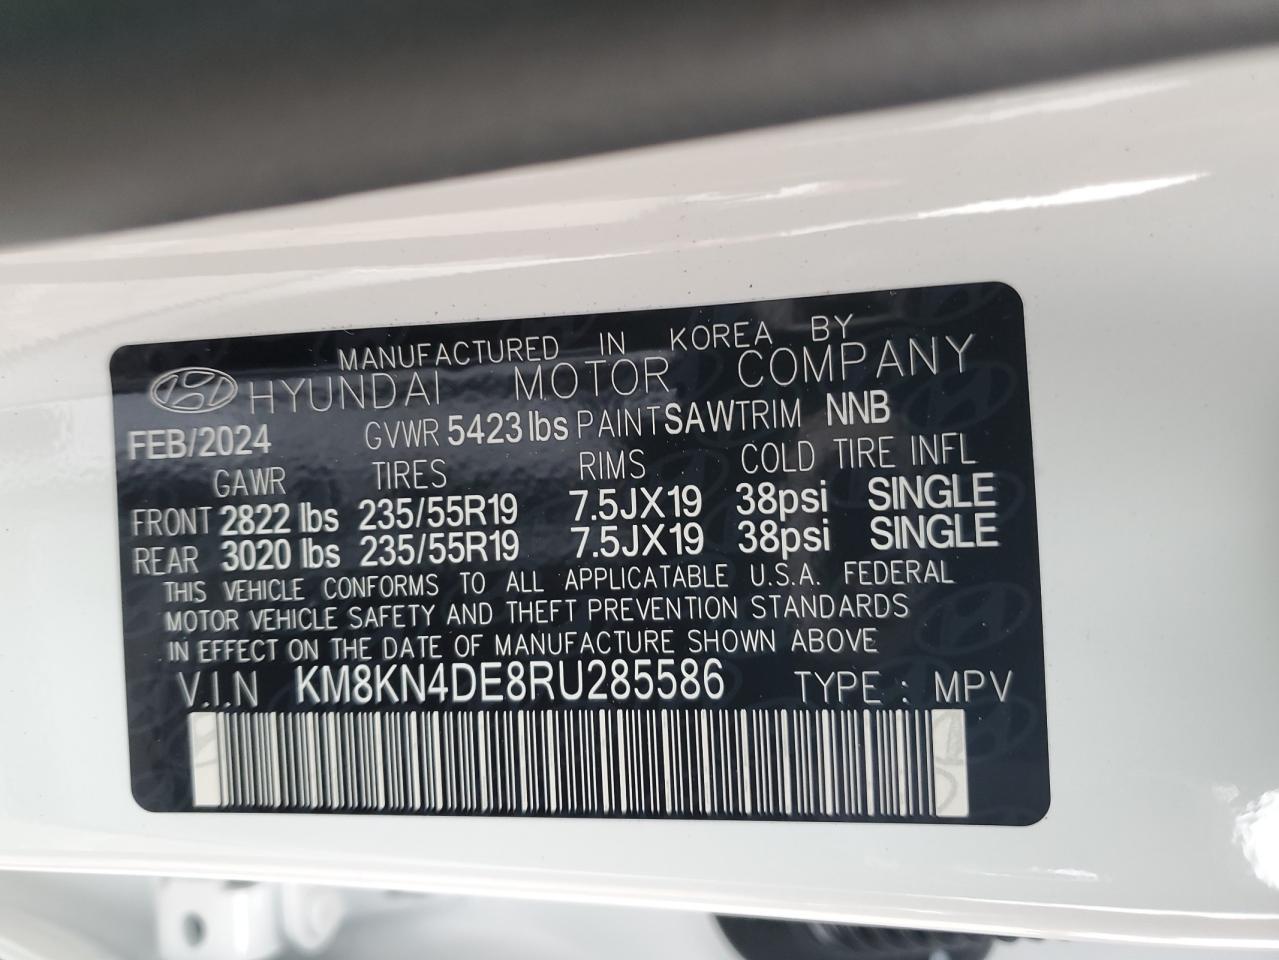 MANUFACTURED IN KOREA BY
HYUNDAI MOTOR COMPANY
FEB/2024 GVWR 5423 lbs PAINT SAW TRIM NNB
GAWR TIRES RIMS COLD TIRE INFL
FRONT 2822 lbs 235/55R19 7.5JX19 38psi SINGLE
REAR 3020 lbs 235/55R19 7.5JX19 38psi SINGLE
THIS VEHICLE CONFORMS TO ALL APPLICATABLE U.S.A. FEDERAL
MOTOR VEHICLE SAFETY AND THEFT PREVENTION STANDARDS
IN EFFECT ON THE DATE OF MANUFACTURE SHOWN ABOVE
V.I.N KM8KN4DE8RU285586 TYPE : MPV